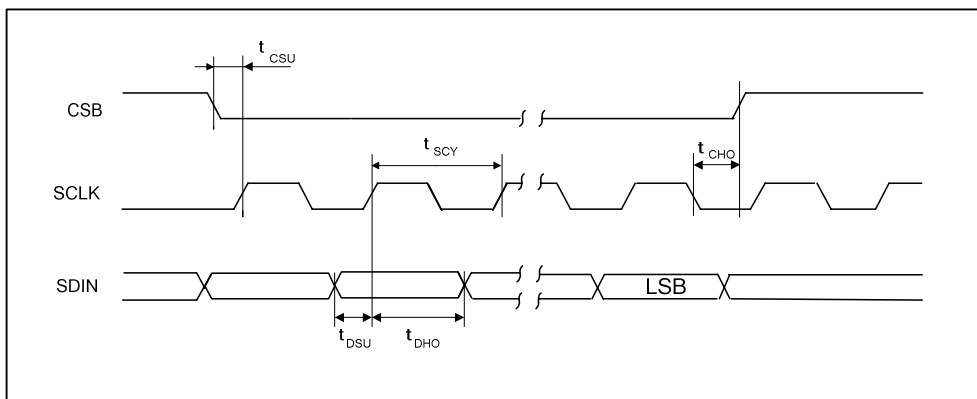 t CSU
CSB
t SCY
t CHO
SCLK
SDIN
LSB
t DSU
t DHO